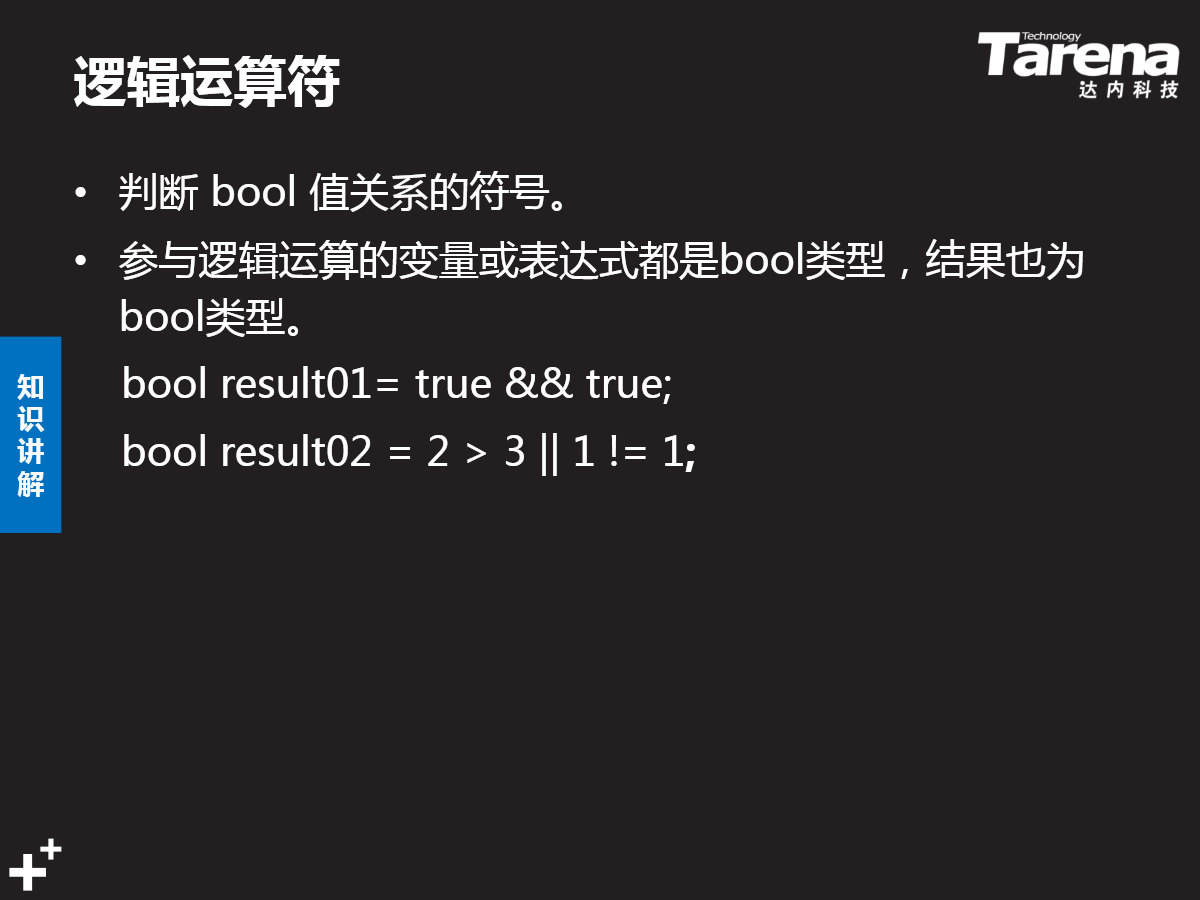 逻辑运算符
Technology
Tarena
达内科技
• 判断 bool 值关系的符号。
• 参与逻辑运算的变量或表达式都是bool类型，结果也为
bool类型。
bool result01= true && true;
bool result02 = 2 > 3 || 1 != 1;
知
识
讲
解